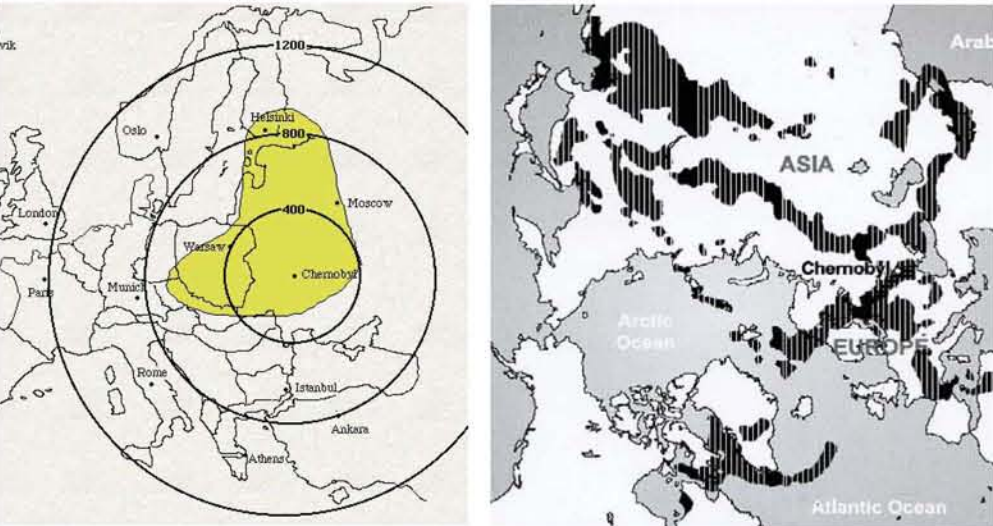 vik
1200
Oslo
Helsinki
800
London
400
Moscow
Warsaw
Chernobyl
Paris
Munich
Rome
Istanbul
Ankara
Athens
Arab
ASIA
Chernobyl
Arctic
Ocean
EUROPE
Atlantic Ocean